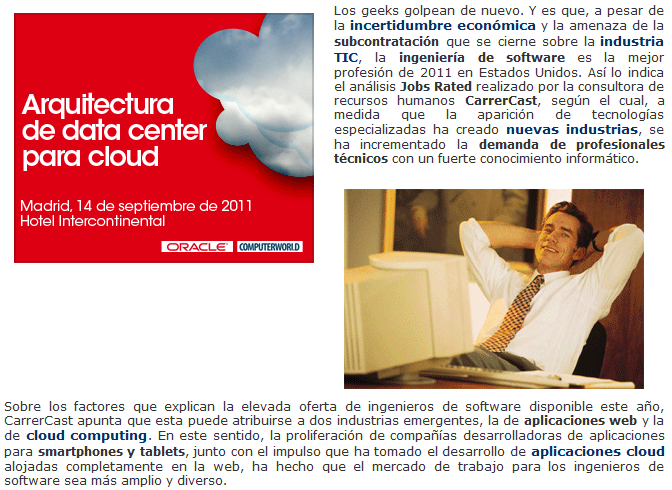 Arquitectura
de data center
para cloud
Madrid, 14 de septiembre de 2011
Hotel Intercontinental
ORACLE COMPUTERWORLD
Los geeks golpean de nuevo. Y es que, a pesar de
la incertidumbre económica y la amenaza de la
subcontratación que se cierne sobre la industria
TIC, la ingeniería de software es la mejor
profesión de 2011 en Estados Unidos. Así lo indica
el análisis Jobs Rated realizado por la consultora de
recursos humanos CarrerCast, según el cual, a
medida que la aparición de tecnologías
especializadas ha creado nuevas industrias, se
ha incrementado la demanda de profesionales
técnicos con un fuerte conocimiento informático.
Sobre los factores que explican la elevada oferta de ingenieros de software disponible este año,
CarrerCast apunta que esta puede atribuirse a dos industrias emergentes, la de aplicaciones web y la
de cloud computing. En este sentido, la proliferación de compañías desarrolladoras de aplicaciones
para smartphones y tablets, junto con el impulso que ha tomado el desarrollo de aplicaciones cloud
alojadas completamente en la web, ha hecho que el mercado de trabajo para los ingenieros de
software sea más amplio y diverso.